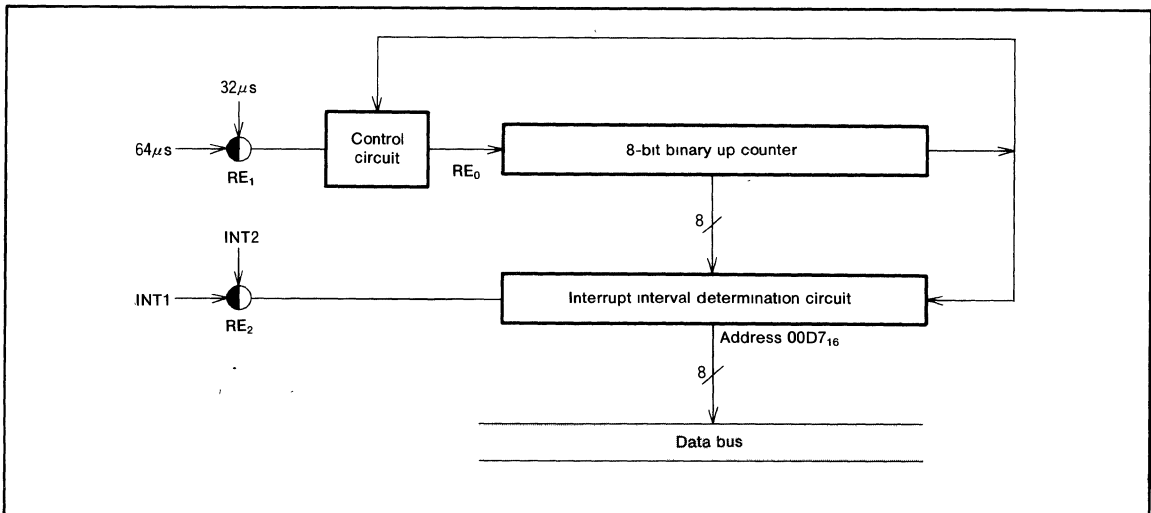 32μs
64μs
RE₁
Control
circuit
RE₀
8-bit binary up counter
8
INT2
INT1
RE₂
Interrupt interval determination circuit
Address 00D7₁₆
8
Data bus